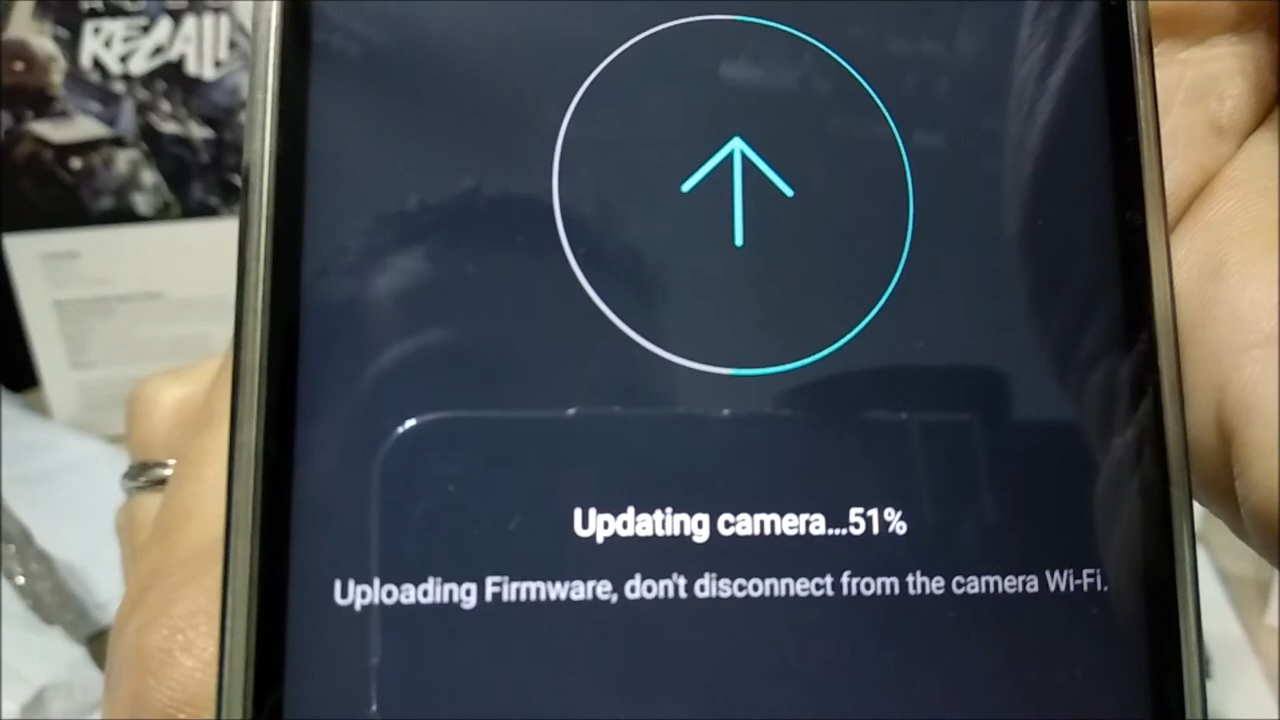 RECALL
Updating camera...51%
Uploading Firmware, don't disconnect from the camera Wi-Fi.